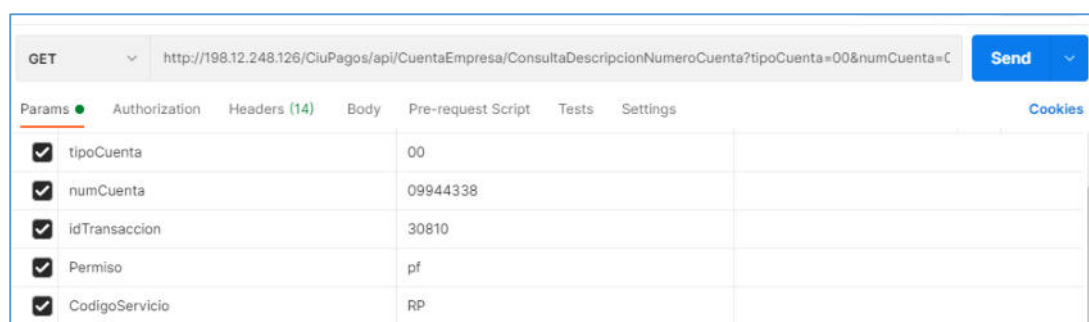 GET http://198.12.248.126/CiuPagos/api/CuentaEmpresa/ConsultaDescripcionNumeroCuenta?tipoCuenta=00&numCuenta=0 Send
Params Authorization Headers (14) Body Pre-request Script Tests Settings Cookies
tipoCuenta 00
numCuenta 09944338
idTransaccion 30810
Permiso pf
CodigoServicio RP